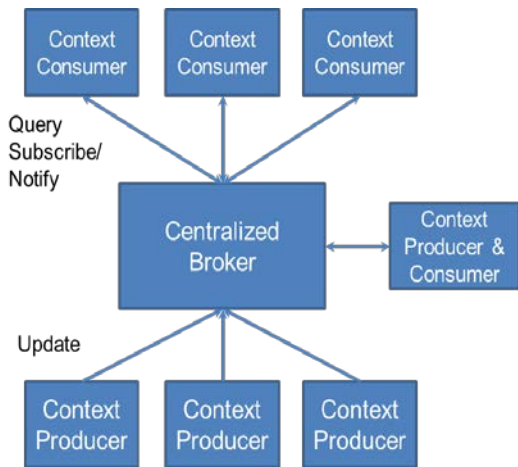 Context
Consumer
Context
Consumer
Context
Consumer
Query
Subscribe/
Notify
Centralized
Broker
Context
Producer &
Consumer
Update
Context
Producer
Context
Producer
Context
Producer